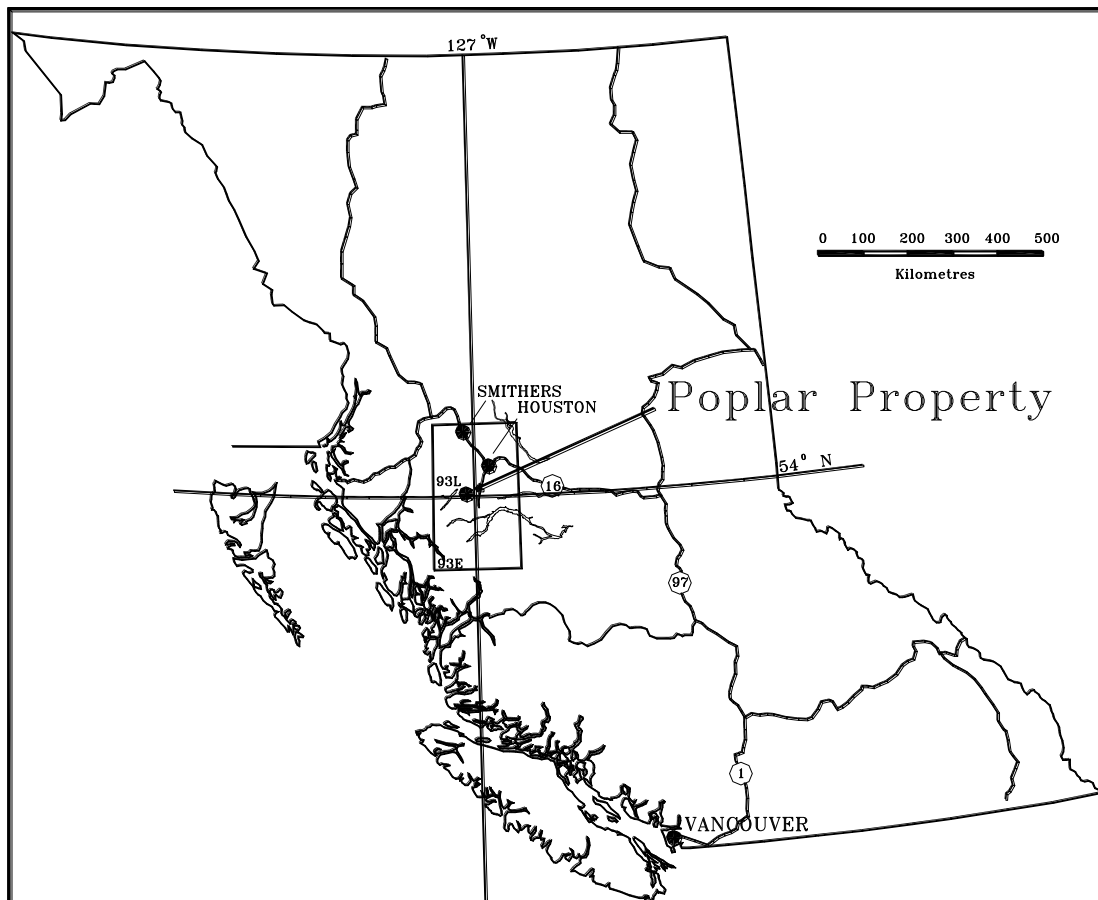 127°W
0 100 200 300 400 500
Kilometres
SMITHERS
HOUSTON
Poplar Property
54° N
93L
16
93E
97
1
VANCOUVER